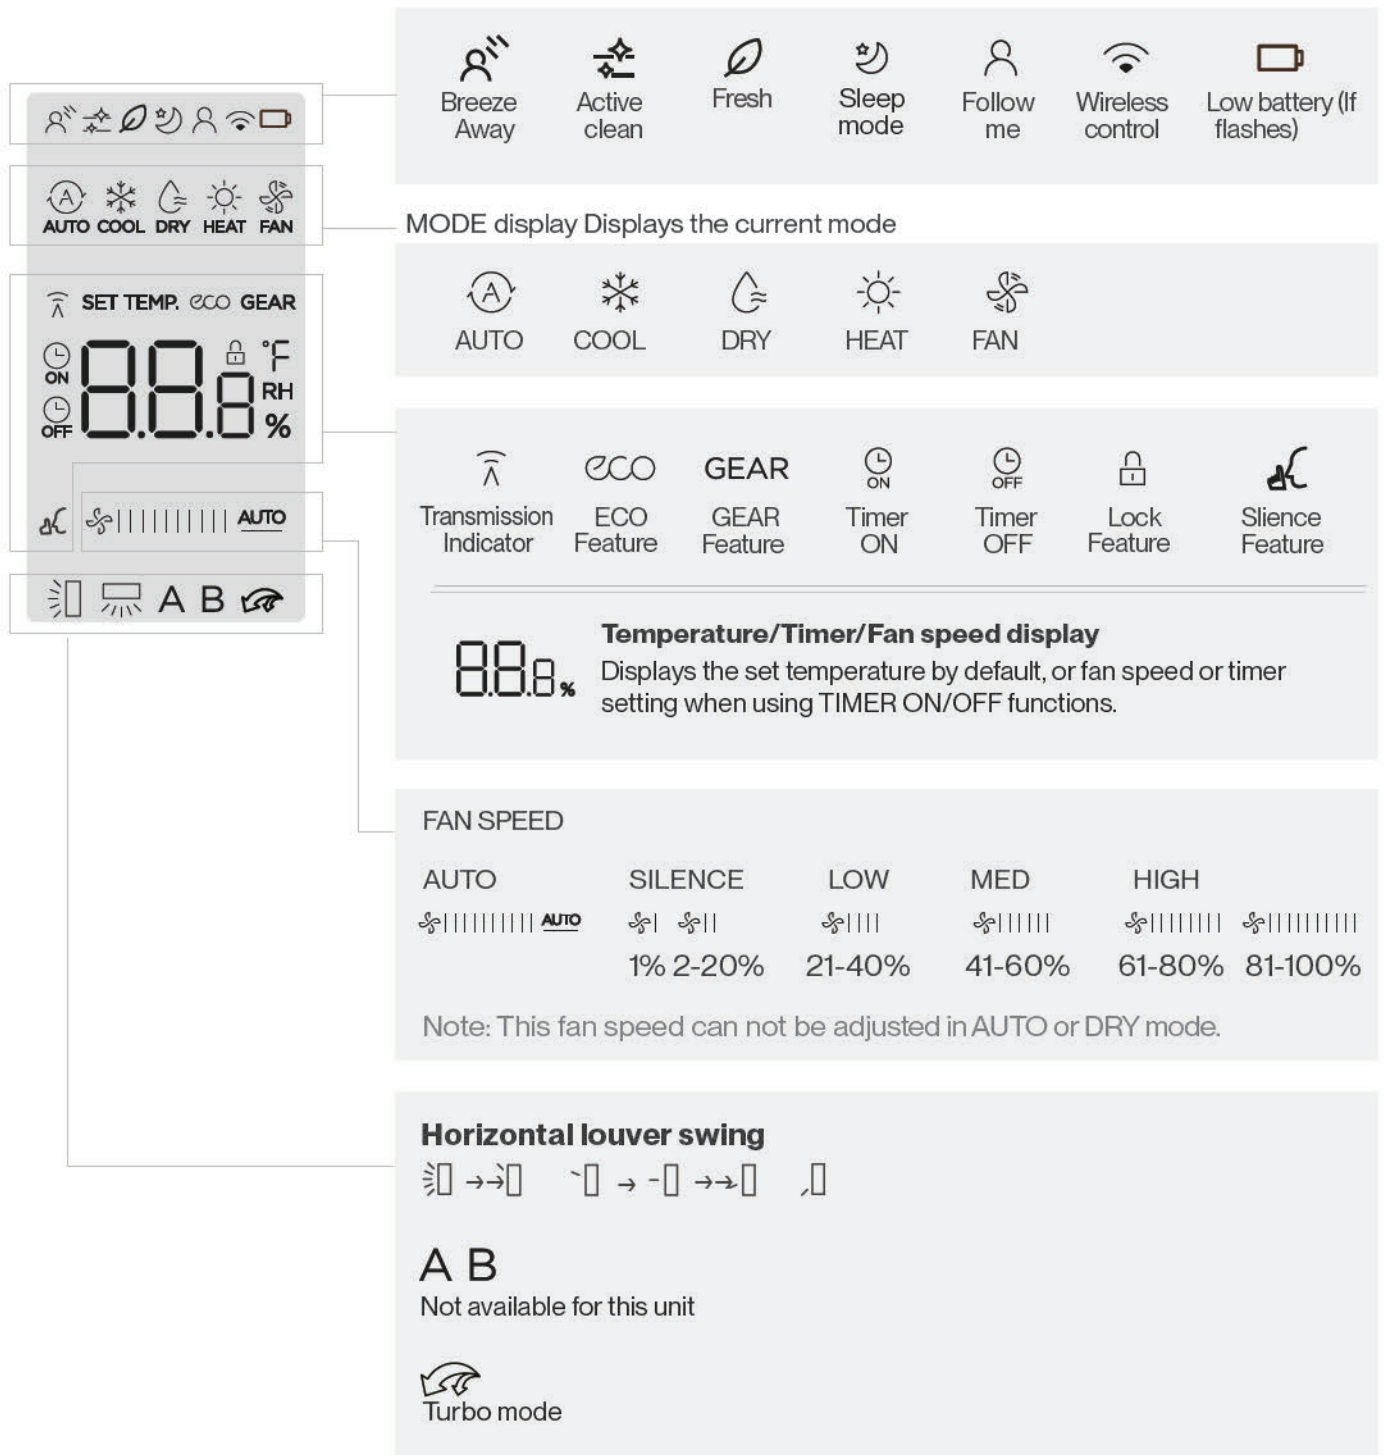 AUTO COOL DRY HEAT FAN
SET TEMP. eco GEAR
ON
OFF
88.8
°F
RH
%
AUTO
A B
Breeze
Away
Active
clean
Fresh
Sleep
mode
Follow
me
Wireless
control
Low battery (If
flashes)
MODE display Displays the current mode
AUTO
COOL
DRY
HEAT
FAN
eco
GEAR
ON
OFF
Transmission
Indicator
ECO
Feature
GEAR
Feature
Timer
ON
Timer
OFF
Lock
Feature
Slience
Feature
8.8.8%
Temperature/Timer/Fan speed display
Displays the set temperature by default, or fan speed or timer
setting when using TIMER ON/OFF functions.
FAN SPEED
AUTO SILENCE LOW MED HIGH
AUTO
1% 2-20% 21-40% 41-60% 61-80% 81-100%
Note: This fan speed can not be adjusted in AUTO or DRY mode.
Horizontal louver swing
A B
Not available for this unit
Turbo mode